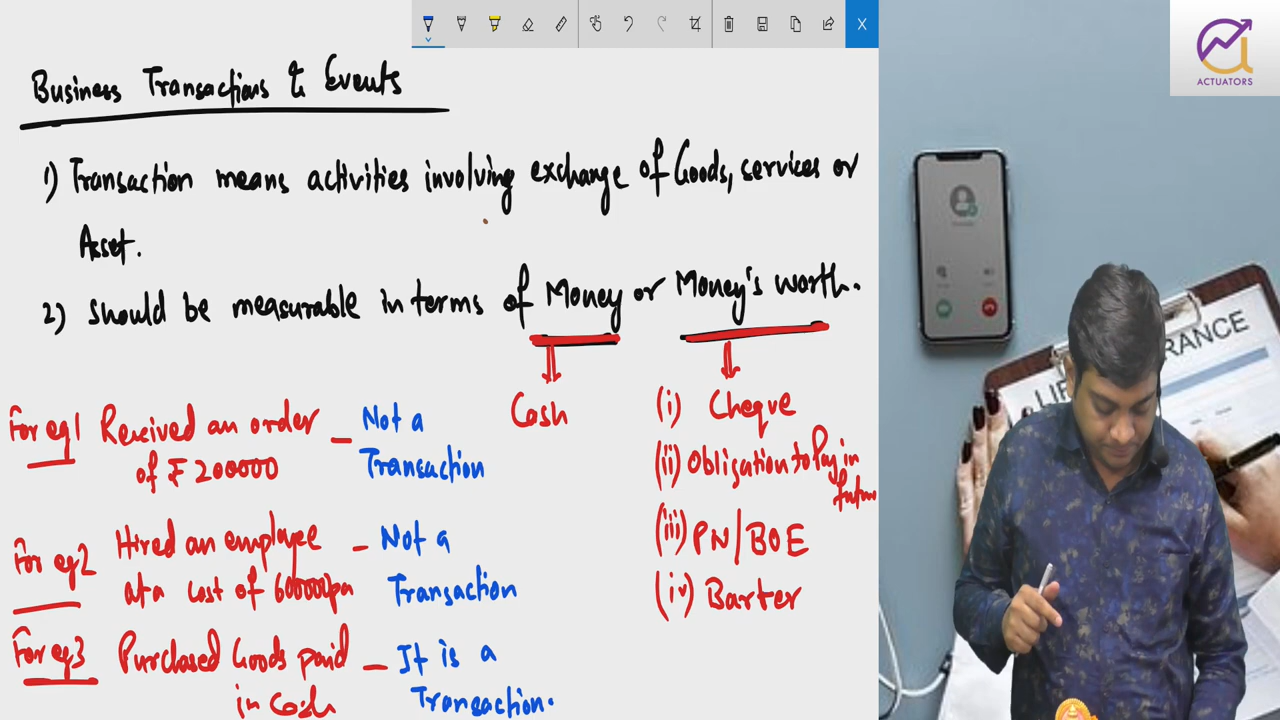 Business Transactions & Events
1) Transaction means activities involving exchange of Goods, services or
Asset.
2) Should be measurable in terms of Money or Money's worth.
Cash
(i) Cheque
(ii) Obligation to Pay in
future
(iii) PN/BOE
(iv) Barter
For eg1 Received an order
of ₹ 200000
Not a
Transaction
For eg2 Hired an employee
at a cost of 600000pa
Not a
Transaction
For eg3 Purchased Goods paid
in Cash
It is a
Transaction.
X
ACTUATORS